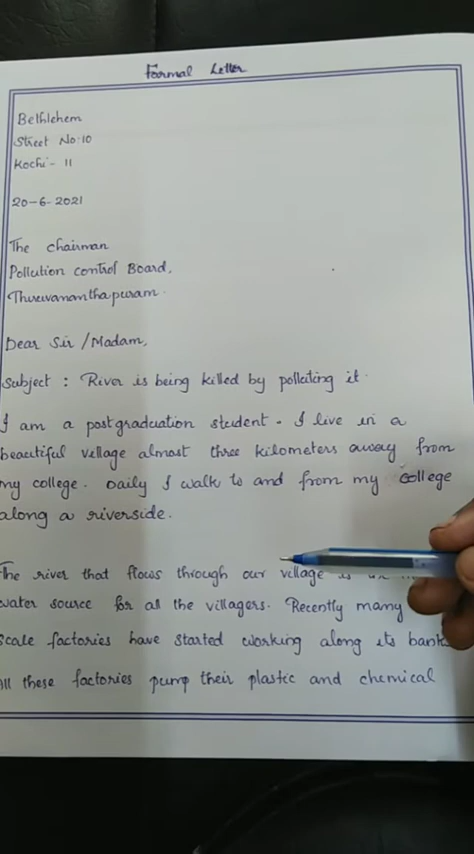 Formal Letter
Bethlehem
Street No:10
Kochi - 11
20-6-2021
The chairman
Pollution control Board,
Thuruvananthapuram.
Dear Sir / Madam,
Subject : River is being killed by polluting it.
I am a postgraduation student. I live in a
beautiful village almost three kilometers away from
my college. Daily I walk to and from my college
along a riverside.
The river that flows through our village is
water source for all the villagers. Recently many
scale factories have started working along its bank
All these factories pump their plastic and chemical